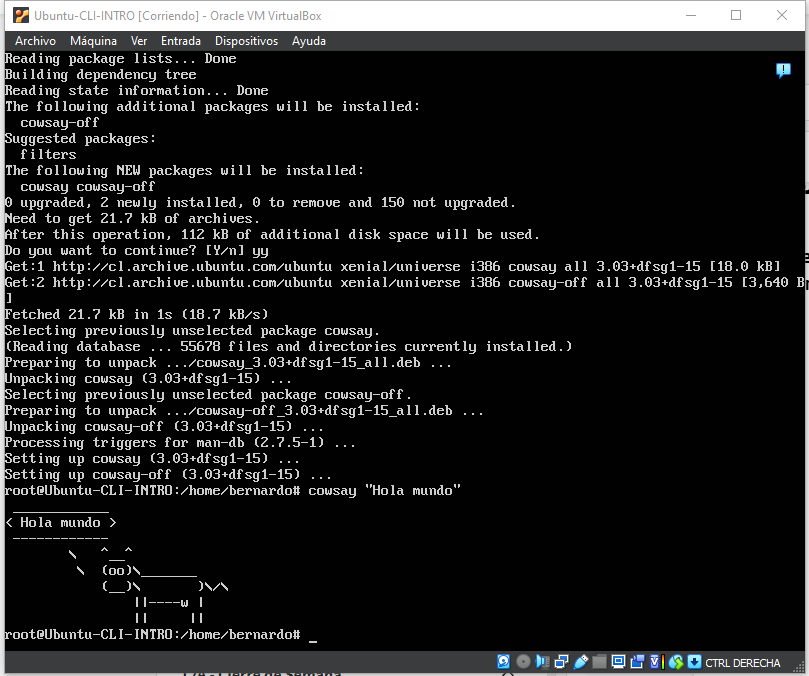 Ubuntu-CLI-INTRO [Corriendo] - Oracle VM VirtualBox
Archivo Máquina Ver Entrada Dispositivos Ayuda
Reading package lists... Done
Building dependency tree
Reading state information... Done
The following additional packages will be installed:
  cowsay-off
Suggested packages:
  filters
The following NEW packages will be installed:
  cowsay cowsay-off
0 upgraded, 2 newly installed, 0 to remove and 150 not upgraded.
Need to get 21.7 kB of archives.
After this operation, 112 kB of additional disk space will be used.
Do you want to continue? [Y/n] yy
Get:1 http://cl.archive.ubuntu.com/ubuntu xenial/universe i386 cowsay all 3.03+dfsg1-15 [18.0 kB]
Get:2 http://cl.archive.ubuntu.com/ubuntu xenial/universe i386 cowsay-off all 3.03+dfsg1-15 [3,640 B
]
Fetched 21.7 kB in 1s (18.7 kB/s)
Selecting previously unselected package cowsay.
(Reading database ... 55678 files and directories currently installed.)
Preparing to unpack .../cowsay_3.03+dfsg1-15_all.deb ...
Unpacking cowsay (3.03+dfsg1-15) ...
Selecting previously unselected package cowsay-off.
Preparing to unpack .../cowsay-off_3.03+dfsg1-15_all.deb ...
Unpacking cowsay-off (3.03+dfsg1-15) ...
Processing triggers for man-db (2.7.5-1) ...
Setting up cowsay (3.03+dfsg1-15) ...
Setting up cowsay-off (3.03+dfsg1-15) ...
root@Ubuntu-CLI-INTRO:/home/bernardo# cowsay "Hola mundo"
 ____________
< Hola mundo >
 ------------
        \   ^__^
         \  (oo)\_______
            (__)\       )\/\
                ||----w |
                ||     ||
root@Ubuntu-CLI-INTRO:/home/bernardo# _
CTRL DERECHA